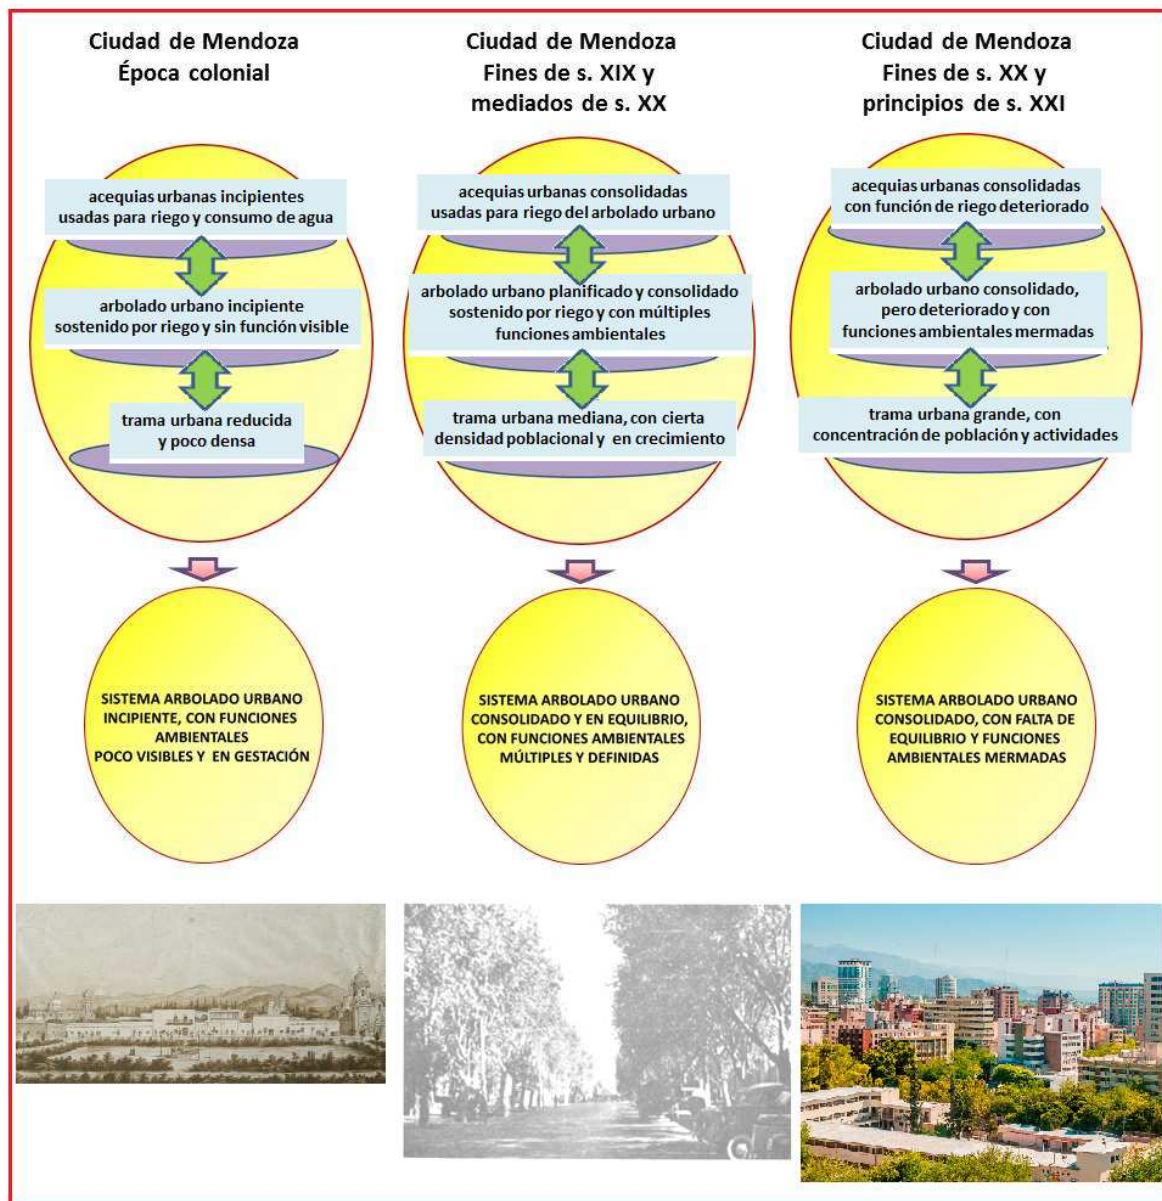 Ciudad de Mendoza
Época colonial
acequias urbanas incipientes
usadas para riego y consumo de agua
arbolado urbano incipiente
sostenido por riego y sin función visible
trama urbana reducida
y poco densa
SISTEMA ARBOLADO URBANO
INCIPIENTE, CON FUNCIONES
AMBIENTALES
POCO VISIBLES Y EN GESTACIÓN
Ciudad de Mendoza
Fines de s. XIX y
mediados de s. XX
acequias urbanas consolidadas
usadas para riego del arbolado urbano
arbolado urbano planificado y consolidado
sostenido por riego y con múltiples
funciones ambientales
trama urbana mediana, con cierta
densidad poblacional y en crecimiento
SISTEMA ARBOLADO URBANO
CONSOLIDADO Y EN EQUILIBRIO,
CON FUNCIONES AMBIENTALES
MÚLTIPLES Y DEFINIDAS
Ciudad de Mendoza
Fines de s. XX y
principios de s. XXI
acequias urbanas consolidadas
con función de riego deteriorado
arbolado urbano consolidado,
pero deteriorado y con
funciones ambientales mermadas
trama urbana grande, con
concentración de población y actividades
SISTEMA ARBOLADO URBANO
CONSOLIDADO, CON FALTA DE
EQUILIBRIO Y FUNCIONES
AMBIENTALES MERMADAS